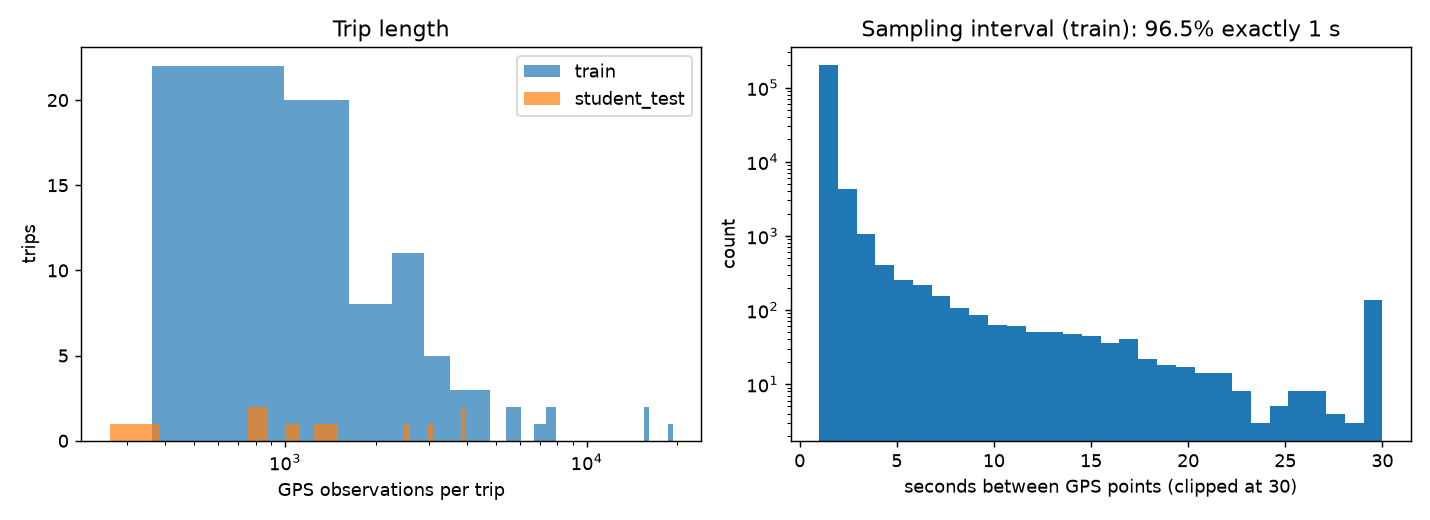 Trip length
train
student_test
20
15
10
5
0
trips
10³
10⁴
GPS observations per trip
Sampling interval (train): 96.5% exactly 1 s
10⁵
10⁴
10³
10²
10¹
count
0
5
10
15
20
25
30
seconds between GPS points (clipped at 30)